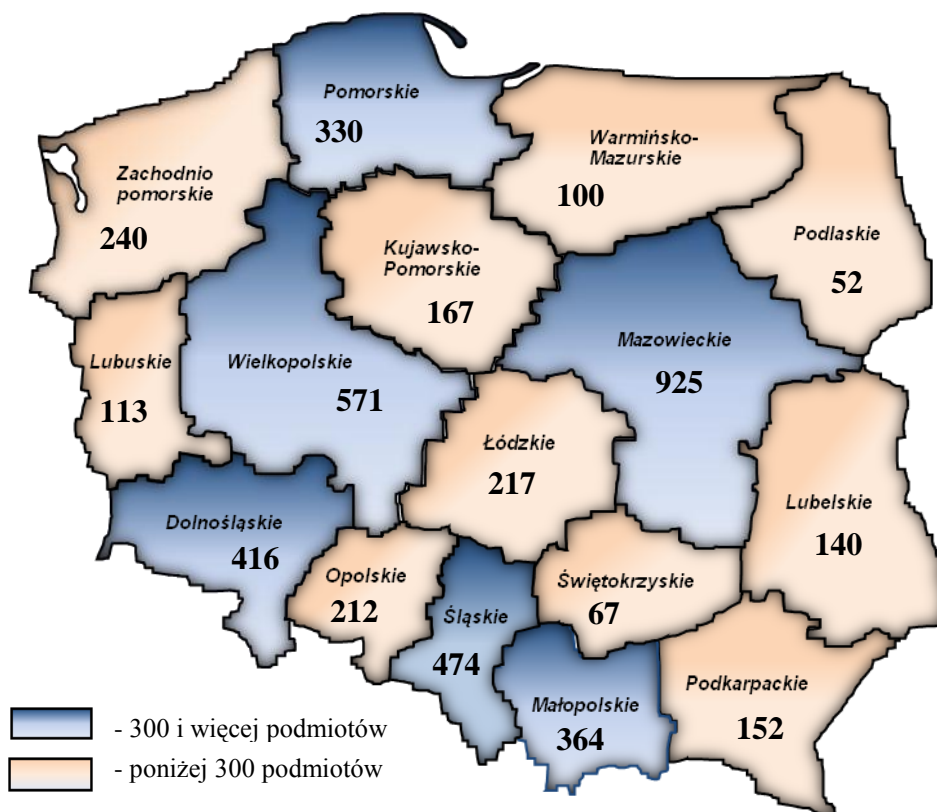 Pomorskie
330
Warmińsko-
Mazurskie
100
Zachodnio
pomorskie
240
Podlaskie
52
Kujawsko-
Pomorskie
167
Mazowieckie
925
Lubuskie
113
Wielkopolskie
571
Łódzkie
217
Lubelskie
140
Dolnośląskie
416
Opolskie
212
Śląskie
474
Świętokrzyskie
67
Małopolskie
364
Podkarpackie
152
- 300 i więcej podmiotów
- poniżej 300 podmiotów